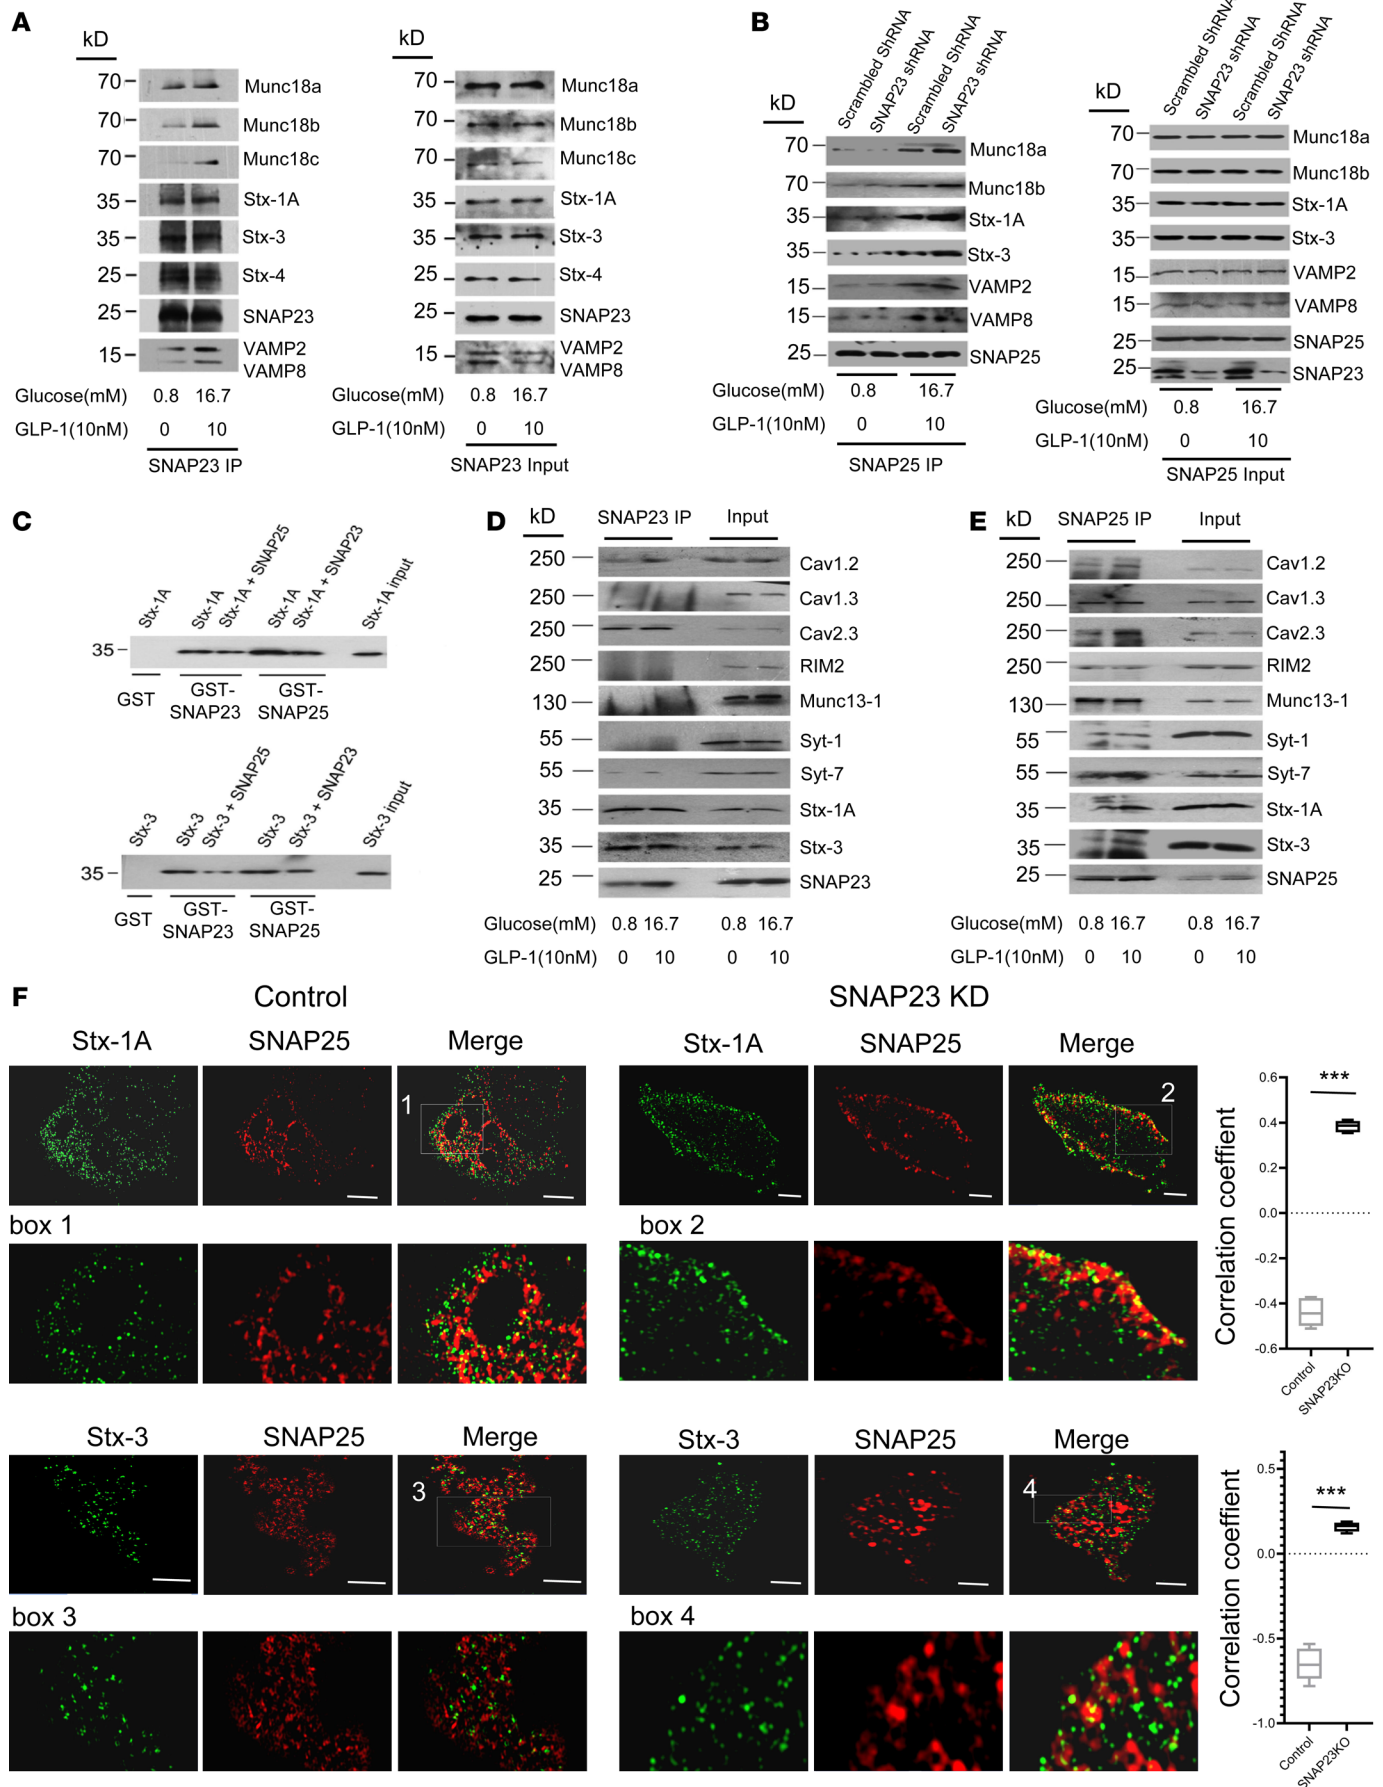 A
kD
70
Munc18a
70
Munc18b
70
Munc18c
35
Stx-1A
35
Stx-3
25
Stx-4
25
SNAP23
15
VAMP2
VAMP8
Glucose(mM) 0.8 16.7
GLP-1(10nM) 0 10
SNAP23 IP
kD
70
Munc18a
70
Munc18b
70
Munc18c
35
Stx-1A
35
Stx-3
25
Stx-4
25
SNAP23
15
VAMP2
VAMP8
Glucose(mM) 0.8 16.7
GLP-1(10nM) 0 10
SNAP23 Input
B
kD
Scrambled ShRNA
SNAP23 shRNA
Scrambled ShRNA
SNAP23 shRNA
70
Munc18a
70
Munc18b
35
Stx-1A
35
Stx-3
15
VAMP2
15
VAMP8
25
SNAP25
Glucose(mM) 0.8 16.7
GLP-1(10nM) 0 10
SNAP25 IP
kD
Scrambled ShRNA
SNAP23 shRNA
Scrambled ShRNA
SNAP23 shRNA
70
Munc18a
70
Munc18b
35
Stx-1A
35
Stx-3
15
VAMP2
15
VAMP8
25
SNAP25
25
SNAP23
Glucose(mM) 0.8 16.7
GLP-1(10nM) 0 10
SNAP25 Input
C
Stx-1A
Stx-1A
Stx-1A + SNAP25
Stx-1A
Stx-1A + SNAP23
Stx-1A input
35
GST
GST-
SNAP23
GST-
SNAP25
Stx-3
Stx-3
Stx-3 + SNAP25
Stx-3
Stx-3 + SNAP23
Stx-3 input
35
GST
GST-
SNAP23
GST-
SNAP25
D
kD
SNAP23 IP
Input
250
Cav1.2
250
Cav1.3
250
Cav2.3
250
RIM2
130
Munc13-1
55
Syt-1
55
Syt-7
35
Stx-1A
35
Stx-3
25
SNAP23
Glucose(mM) 0.8 16.7 0.8 16.7
GLP-1(10nM) 0 10 0 10
E
kD
SNAP25 IP
Input
250
Cav1.2
250
Cav1.3
250
Cav2.3
250
RIM2
130
Munc13-1
55
Syt-1
55
Syt-7
35
Stx-1A
35
Stx-3
25
SNAP25
Glucose(mM) 0.8 16.7 0.8 16.7
GLP-1(10nM) 0 10 0 10
F
Control
SNAP23 KD
Stx-1A SNAP25 Merge
Stx-1A SNAP25 Merge
1
2
box 1
box 2
Correlation coeffient
0.6
0.4
0.2
0.0
-0.2
-0.4
-0.6
***
Control
SNAP23KO
Stx-3 SNAP25 Merge
Stx-3 SNAP25 Merge
3
4
box 3
box 4
Correlation coeffient
0.5
0.0
-0.5
-1.0
***
Control
SNAP23KO